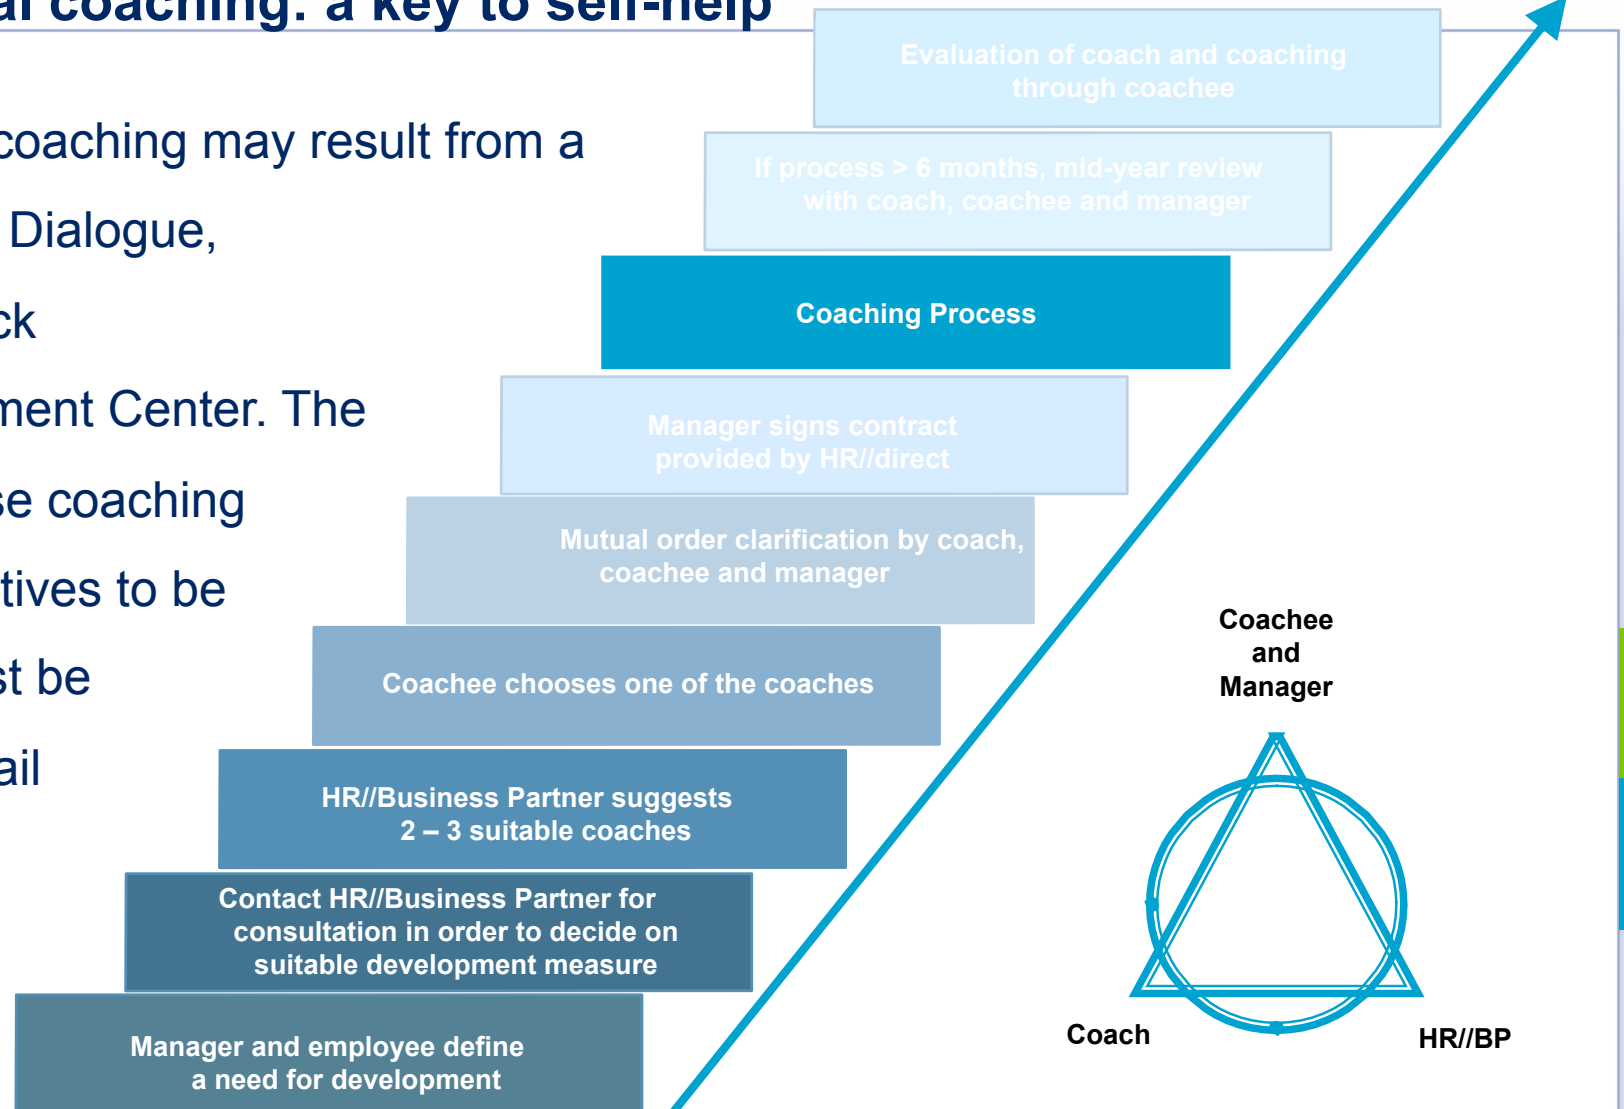 al coaching: a key to self-help
coaching may result from a
Dialogue,
ck
ment Center. The
se coaching
tives to be
st be
ail
Evaluation of coach and coaching
through coachee
If process > 6 months, mid-year review
with coach, coachee and manager
Coaching Process
Manager signs contract
provided by HR//direct
Mutual order clarification by coach,
coachee and manager
Coachee chooses one of the coaches
HR//Business Partner suggests
2 – 3 suitable coaches
Contact HR//Business Partner for
consultation in order to decide on
suitable development measure
Manager and employee define
a need for development
Coachee
and
Manager
Coach
HR//BP